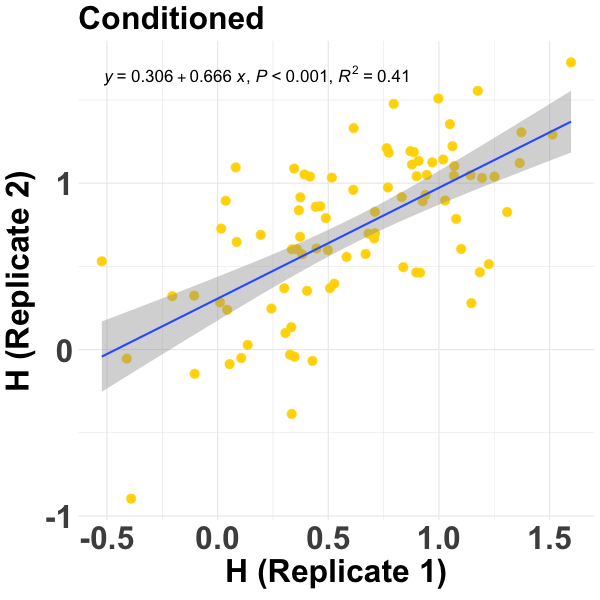 Conditioned
y = 0.306 + 0.666 x, P < 0.001, R² = 0.41
H (Replicate 2)
1
0
-1
-0.5 0.0 0.5 1.0 1.5
H (Replicate 1)